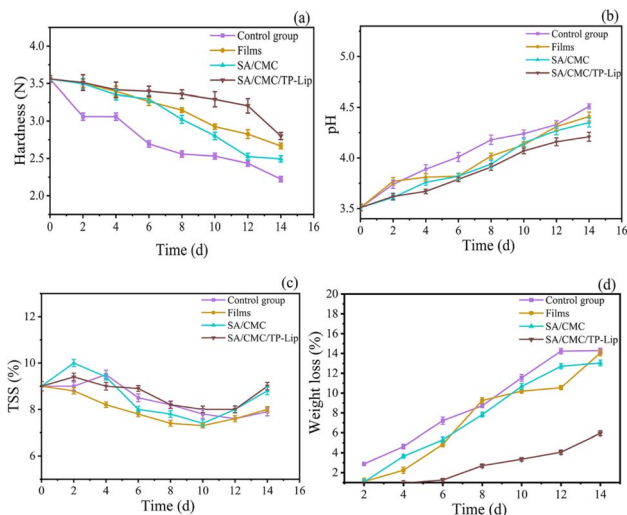 (a)
Control group
Films
SA/CMC
SA/CMC/TP-Lip
Hardness (N)
4.0
3.5
3.0
2.5
2.0
0 2 4 6 8 10 12 14 16
Time (d)
(b)
Control group
Films
SA/CMC
SA/CMC/TP-Lip
pH
5.0
4.5
4.0
3.5
0 2 4 6 8 10 12 14 16
Time (d)
(c)
Control group
Films
SA/CMC
SA/CMC/TP-Lip
TSS (%)
12
10
8
6
0 2 4 6 8 10 12 14 16
Time (d)
(d)
Control group
Films
SA/CMC
SA/CMC/TP-Lip
Weight loss (%)
20
18
16
14
12
10
8
6
4
2
2 4 6 8 10 12 14
Time (d)